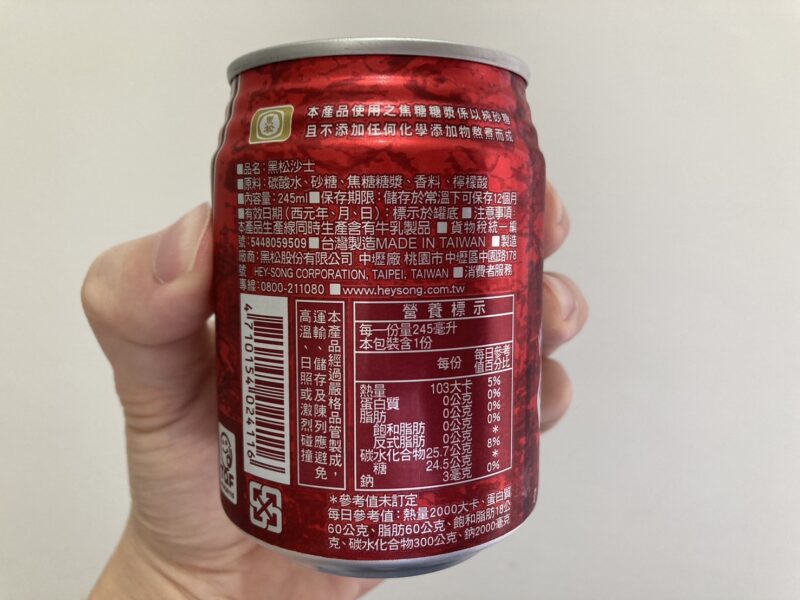 黑松
本產品使用之焦糖糖漿係以純砂糖
且不添加任何化學添加物熬煮而成
■品名：黑松沙士
■原料：碳酸水、砂糖、焦糖糖漿、香料、檸檬酸
■內容量：245ml■保存期限：儲存於常溫下可保存12個月
■有效日期（西元年、月、日）：標示於罐底■注意事項：
本產品生產線同時生產含有牛乳製品■貨物稅統一編
號：5448059509■台灣製造MADE IN TAIWAN■製造
廠商：黑松股份有限公司 中壢廠 桃園市中壢區中園路178
號 HEY-SONG CORPORATION, TAIPEI, TAIWAN■消費者服務
專線：0800-211080■www.heysong.com.tw
4710154024116
本產品經過嚴格品管製成，
運輸、儲存及陳列應避免
高溫、日照或激烈碰撞
營養標示
每一份量245毫升
本包裝含1份
每份 每日參考值百分比
熱量 103大卡 5%
蛋白質 0公克 0%
脂肪 0公克 0%
飽和脂肪 0公克 0%
反式脂肪 0公克 *
碳水化合物25.7公克 8%
糖 24.5公克 *
鈉 3毫克 0%
*參考值未訂定
每日參考值：熱量2000大卡、蛋白質
60公克、脂肪60公克、飽和脂肪18公
克、碳水化合物300公克、鈉2000毫克